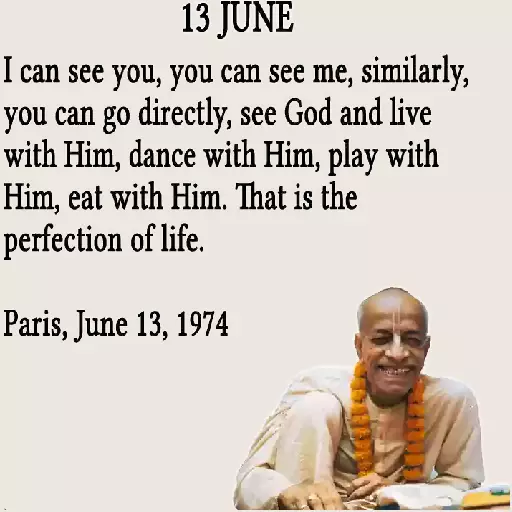 13 JUNE
I can see you, you can see me, similarly,
you can go directly, see God and live
with Him, dance with Him, play with
Him, eat with Him. That is the
perfection of life.
Paris, June 13, 1974